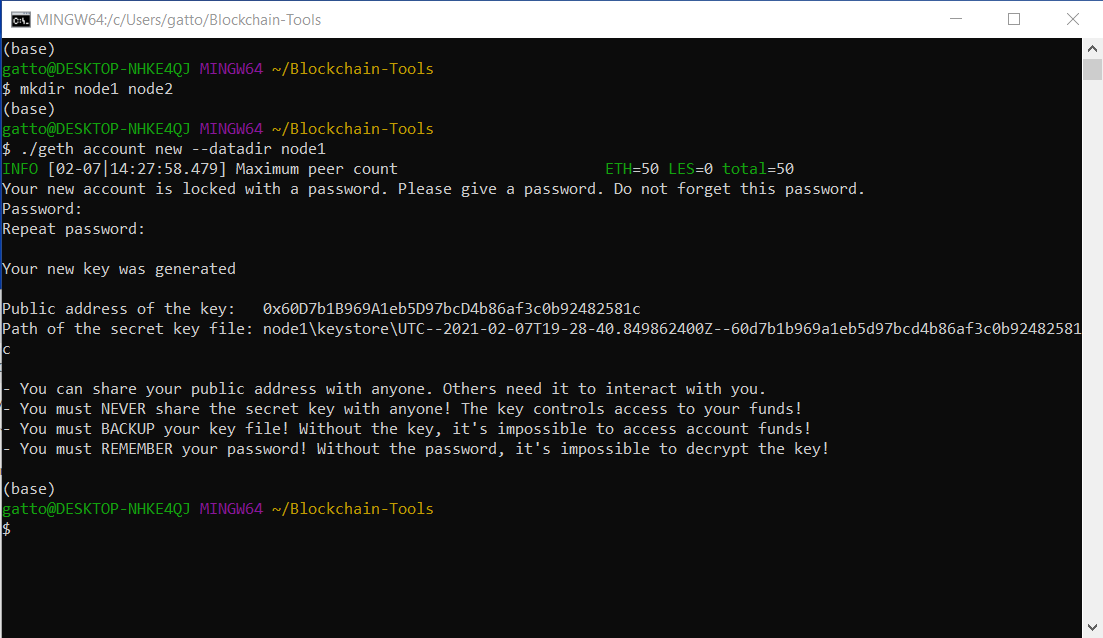 MINGW64:/c/Users/gatto/Blockchain-Tools
(base)
gatto@DESKTOP-NHKE4QJ MINGW64 ~/Blockchain-Tools
$ mkdir node1 node2
(base)
gatto@DESKTOP-NHKE4QJ MINGW64 ~/Blockchain-Tools
$ ./geth account new --datadir node1
INFO [02-07|14:27:58.479] Maximum peer count                       ETH=50 LES=0 total=50
Your new account is locked with a password. Please give a password. Do not forget this password.
Password:
Repeat password:
Your new key was generated
Public address of the key:   0x60D7b1B969A1eb5D97bcD4b86af3c0b92482581c
Path of the secret key file: node1\keystore\UTC--2021-02-07T19-28-40.849862400Z--60d7b1b969a1eb5d97bcd4b86af3c0b92482581
c
- You can share your public address with anyone. Others need it to interact with you.
- You must NEVER share the secret key with anyone! The key controls access to your funds!
- You must BACKUP your key file! Without the key, it's impossible to access account funds!
- You must REMEMBER your password! Without the password, it's impossible to decrypt the key!
(base)
gatto@DESKTOP-NHKE4QJ MINGW64 ~/Blockchain-Tools
$